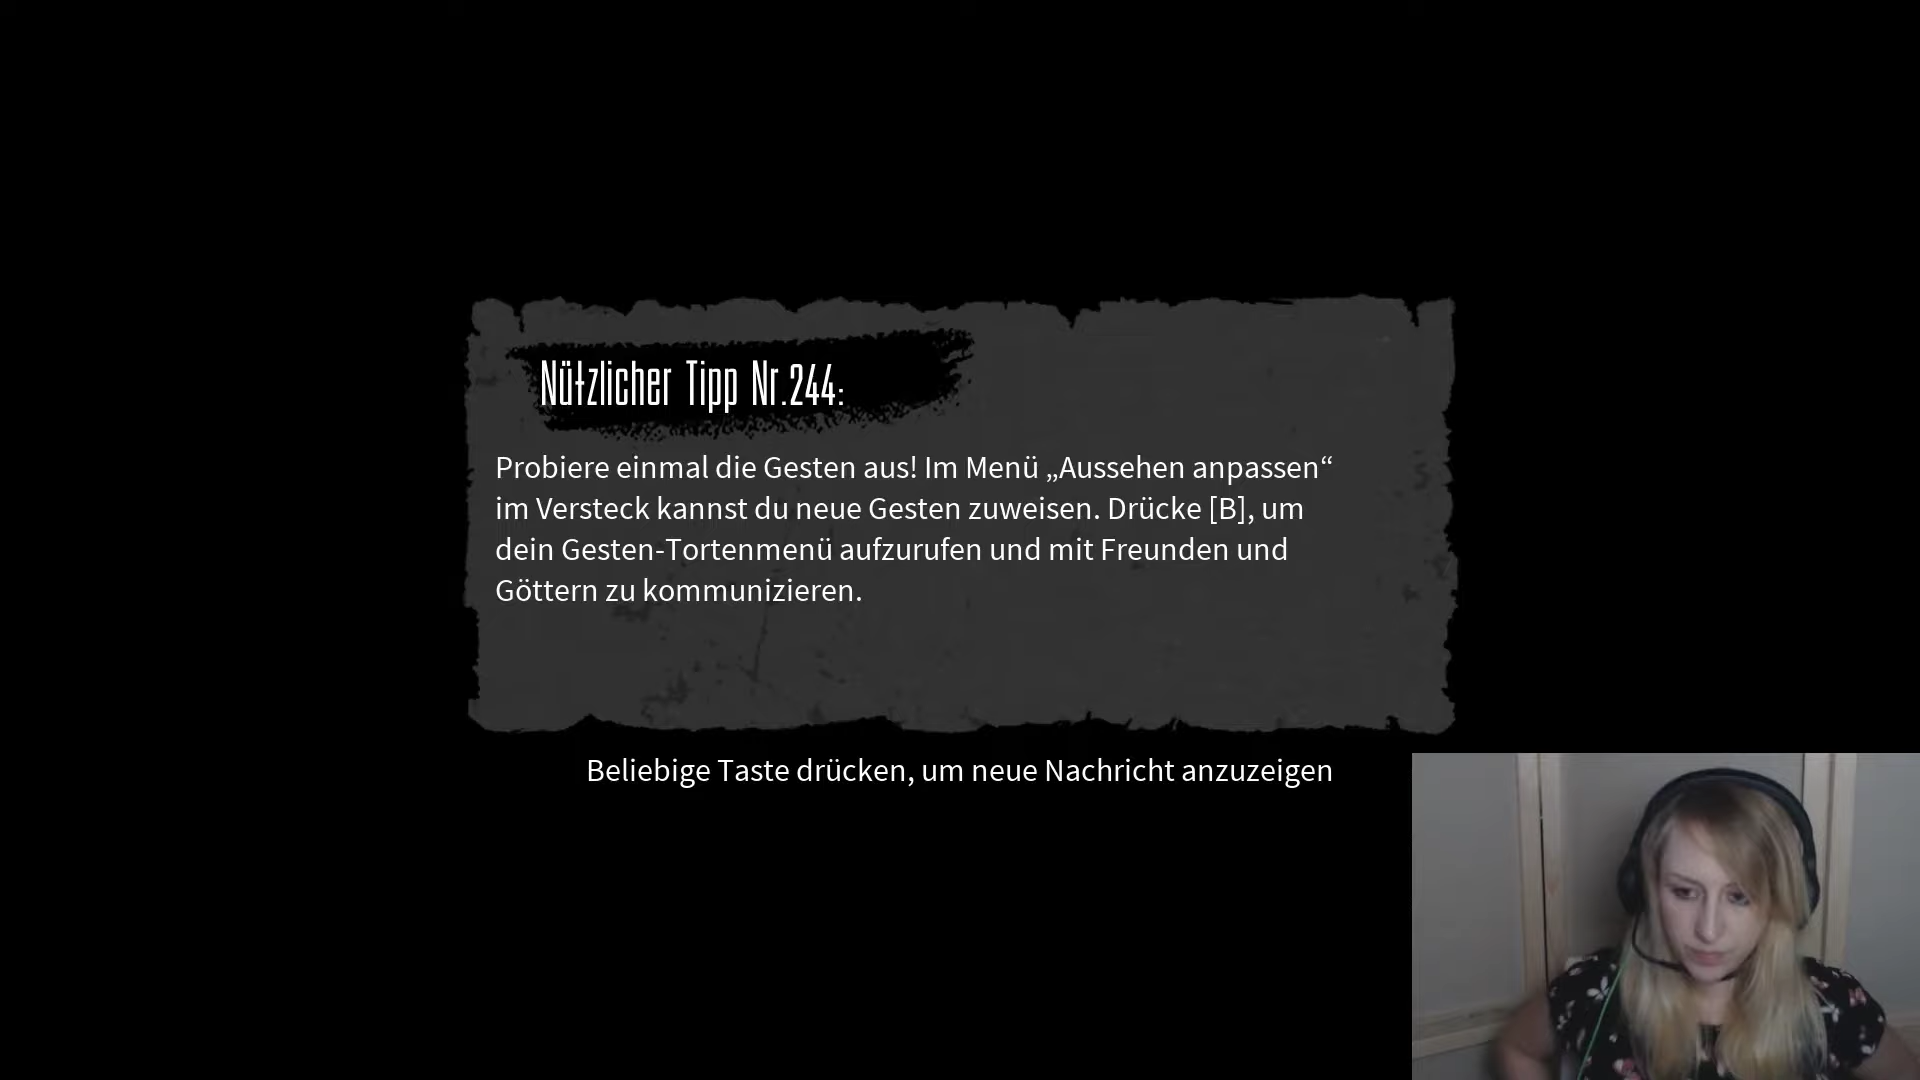 Nützlicher Tipp Nr.244:
Probiere einmal die Gesten aus! Im Menü „Aussehen anpassen“
im Versteck kannst du neue Gesten zuweisen. Drücke [B], um
dein Gesten-Tortenmenü aufzurufen und mit Freunden und
Göttern zu kommunizieren.
Beliebige Taste drücken, um neue Nachricht anzuzeigen